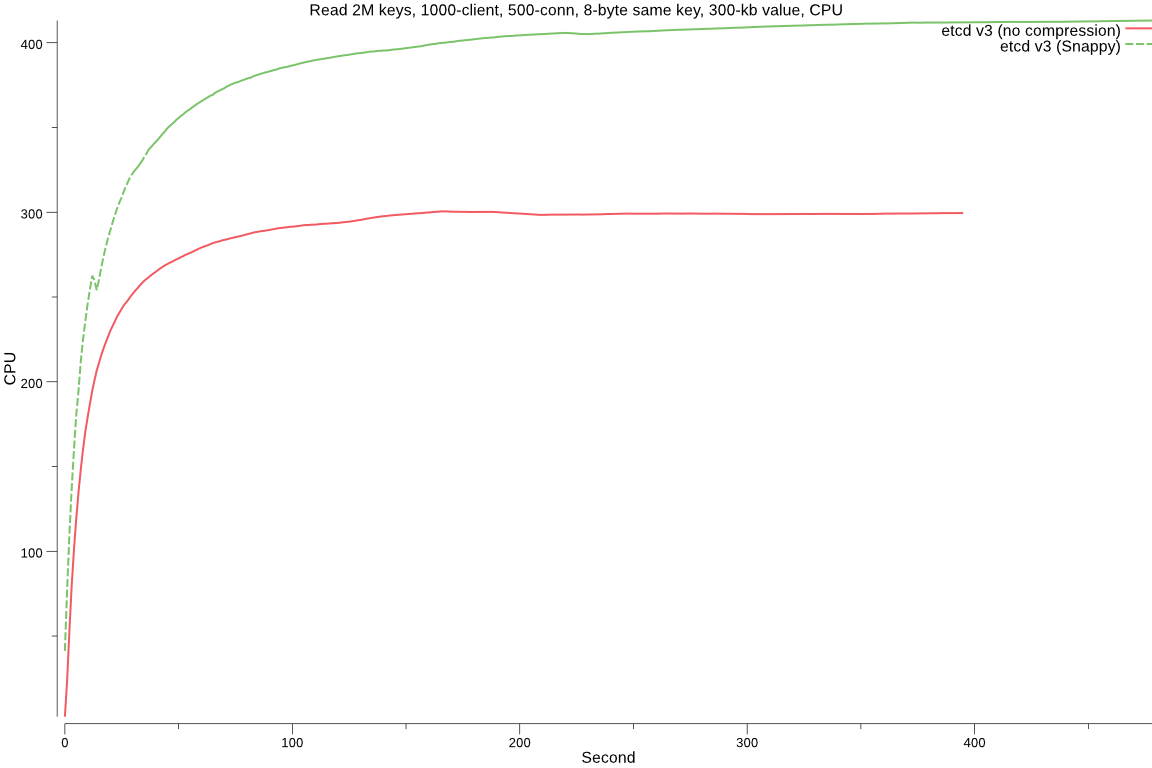 Read 2M keys, 1000-client, 500-conn, 8-byte same key, 300-kb value, CPU
etcd v3 (no compression)
etcd v3 (Snappy)
400
300
200
100
CPU
0
100
200
300
400
Second